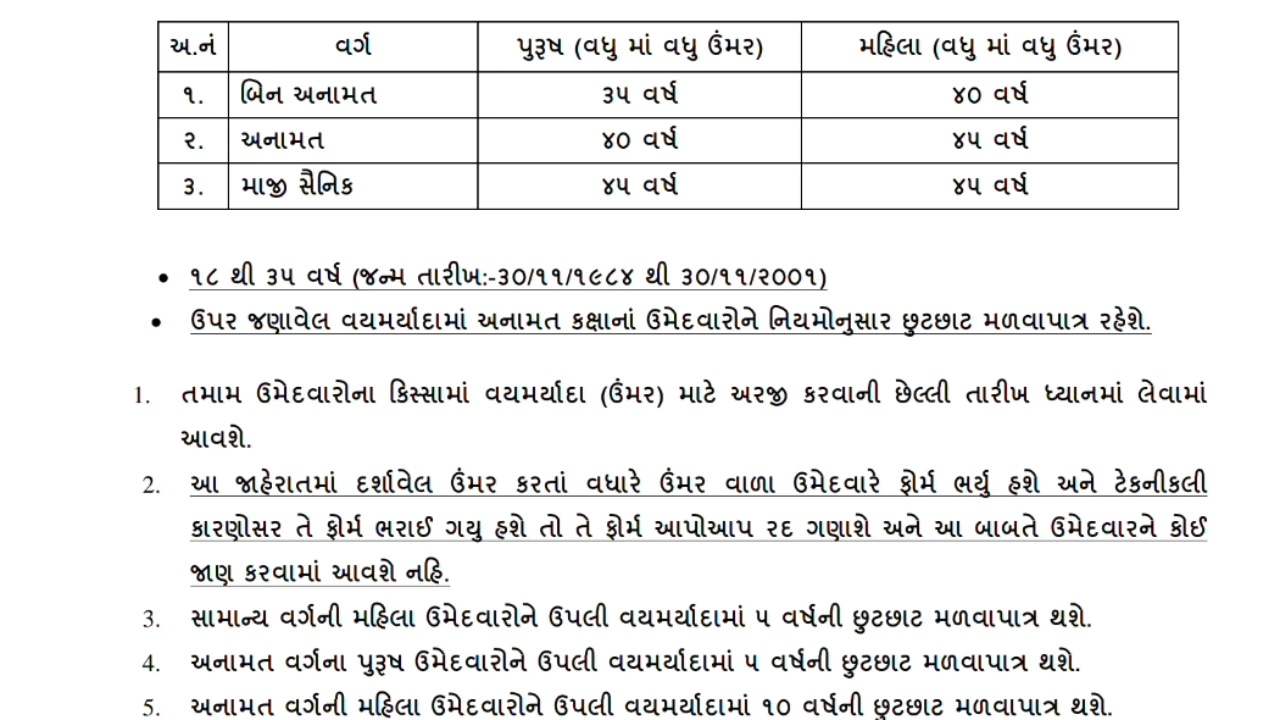 અ.નં વર્ગ પુરૂષ (વધુ માં વધુ ઉંમર) મહિલા (વધુ માં વધુ ઉંમર)
૧. બિન અનામત ૩૫ વર્ષ ૪૦ વર્ષ
૨. અનામત ૪૦ વર્ષ ૪૫ વર્ષ
૩. માજી સૈનિક ૪૫ વર્ષ ૪૫ વર્ષ
• ૧૮ થી ૩૫ વર્ષ (જન્મ તારીખ:-૩૦/૧૧/૧૯૮૪ થી ૩૦/૧૧/૨૦૦૧)
• ઉપર જણાવેલ વયમર્યાદામાં અનામત કક્ષાનાં ઉમેદવારોને નિયમોનુસાર છુટછાટ મળવાપાત્ર રહેશે.
1. તમામ ઉમેદવારોના કિસ્સામાં વયમર્યાદા (ઉંમર) માટે અરજી કરવાની છેલ્લી તારીખ ધ્યાનમાં લેવામાં
આવશે.
2. આ જાહેરાતમાં દર્શાવેલ ઉંમર કરતાં વધારે ઉંમર વાળા ઉમેદવારે ફોર્મ ભર્યુ હશે અને ટેકનીકલી
કારણોસર તે ફોર્મ ભરાઈ ગયુ હશે તો તે ફોર્મ આપોઆપ રદ ગણાશે અને આ બાબતે ઉમેદવારને કોઈ
જાણ કરવામાં આવશે નહિ.
3. સામાન્ય વર્ગની મહિલા ઉમેદવારોને ઉપલી વયમર્યાદામાં ૫ વર્ષની છુટછાટ મળવાપાત્ર થશે.
4. અનામત વર્ગના પુરૂષ ઉમેદવારોને ઉપલી વયમર્યાદામાં ૫ વર્ષની છુટછાટ મળવાપાત્ર થશે.
5. અનામત વર્ગની મહિલા ઉમેદવારોને ઉપલી વયમર્યાદામાં ૧૦ વર્ષની છુટછાટ મળવાપાત્ર થશે.